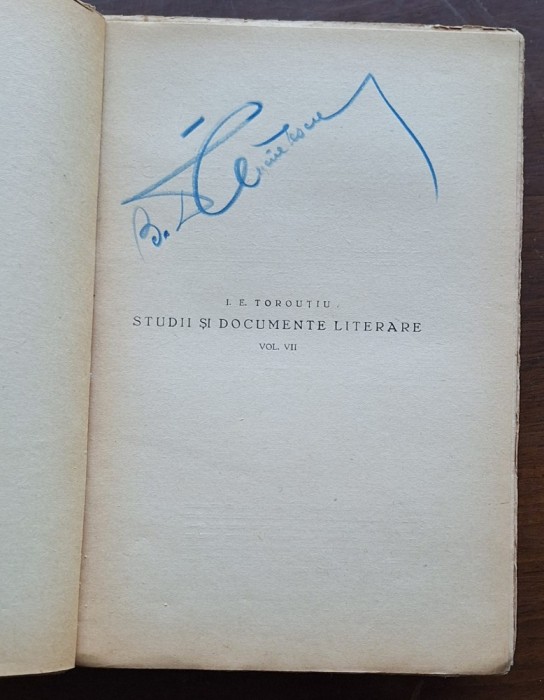 B.
I. E. TOROUȚIU
STUDII ȘI DOCUMENTE LITERARE
VOL. VII